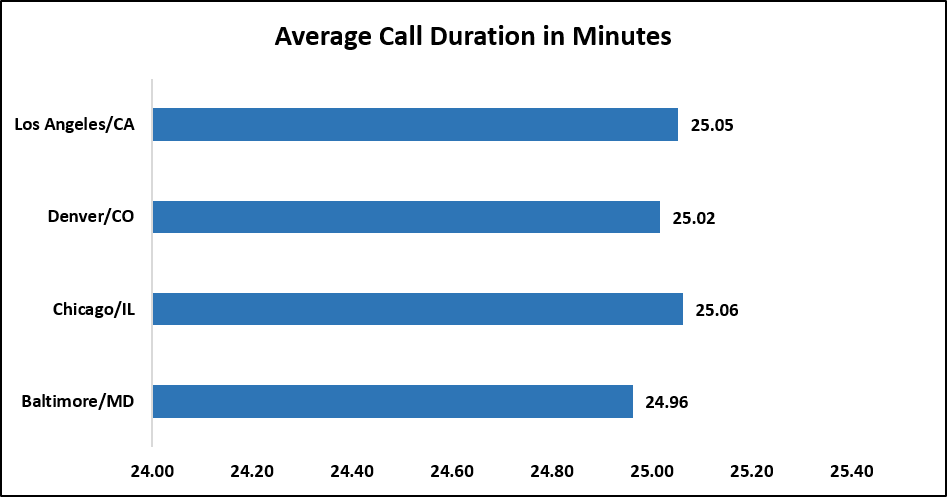 Average Call Duration in Minutes
Los Angeles/CA 25.05
Denver/CO 25.02
Chicago/IL 25.06
Baltimore/MD 24.96
24.00 24.20 24.40 24.60 24.80 25.00 25.20 25.40